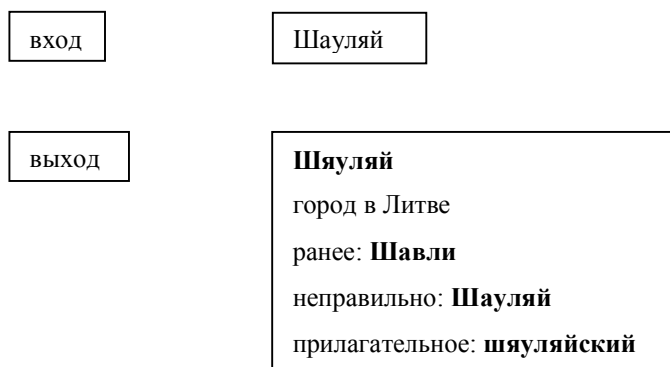 вход
Шауляй
выход
Шяуляй
город в Литве
ранее: Шавли
неправильно: Шауляй
прилагательное: шяуляйский